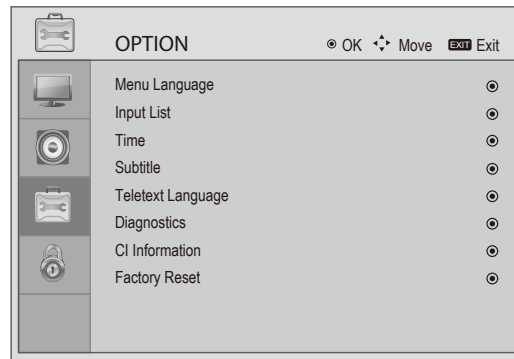 OPTION OK Move EXIT Exit
Menu Language
Input List
Time
Subtitle
Teletext Language
Diagnostics
CI Information
Factory Reset